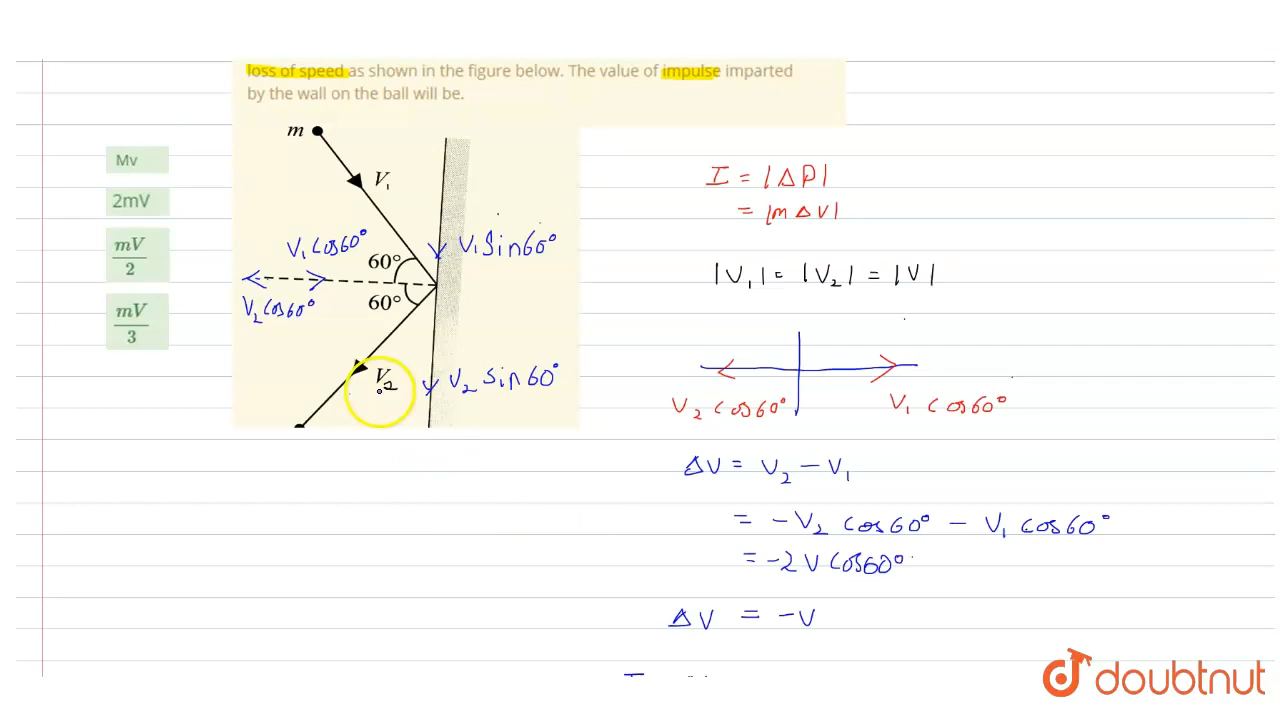 loss of speed as shown in the figure below. The value of impulse imparted
by the wall on the ball will be.
m
V₁
V₁ Cos60°
V₁ Sin60°
60°
60°
V₂ Cos60°
V₂
V₂ Sin 60°
Mv
2mV
mV/2
mV/3
I = |ΔP|
= |m ΔV|
|V₁| = |V₂| = |V|
V₂ Cos60°
V₁ Cos60°
ΔV = V₂ - V₁
= - V₂ Cos60° - V₁ Cos60°
= -2V Cos60°
ΔV = -V
doubtnut